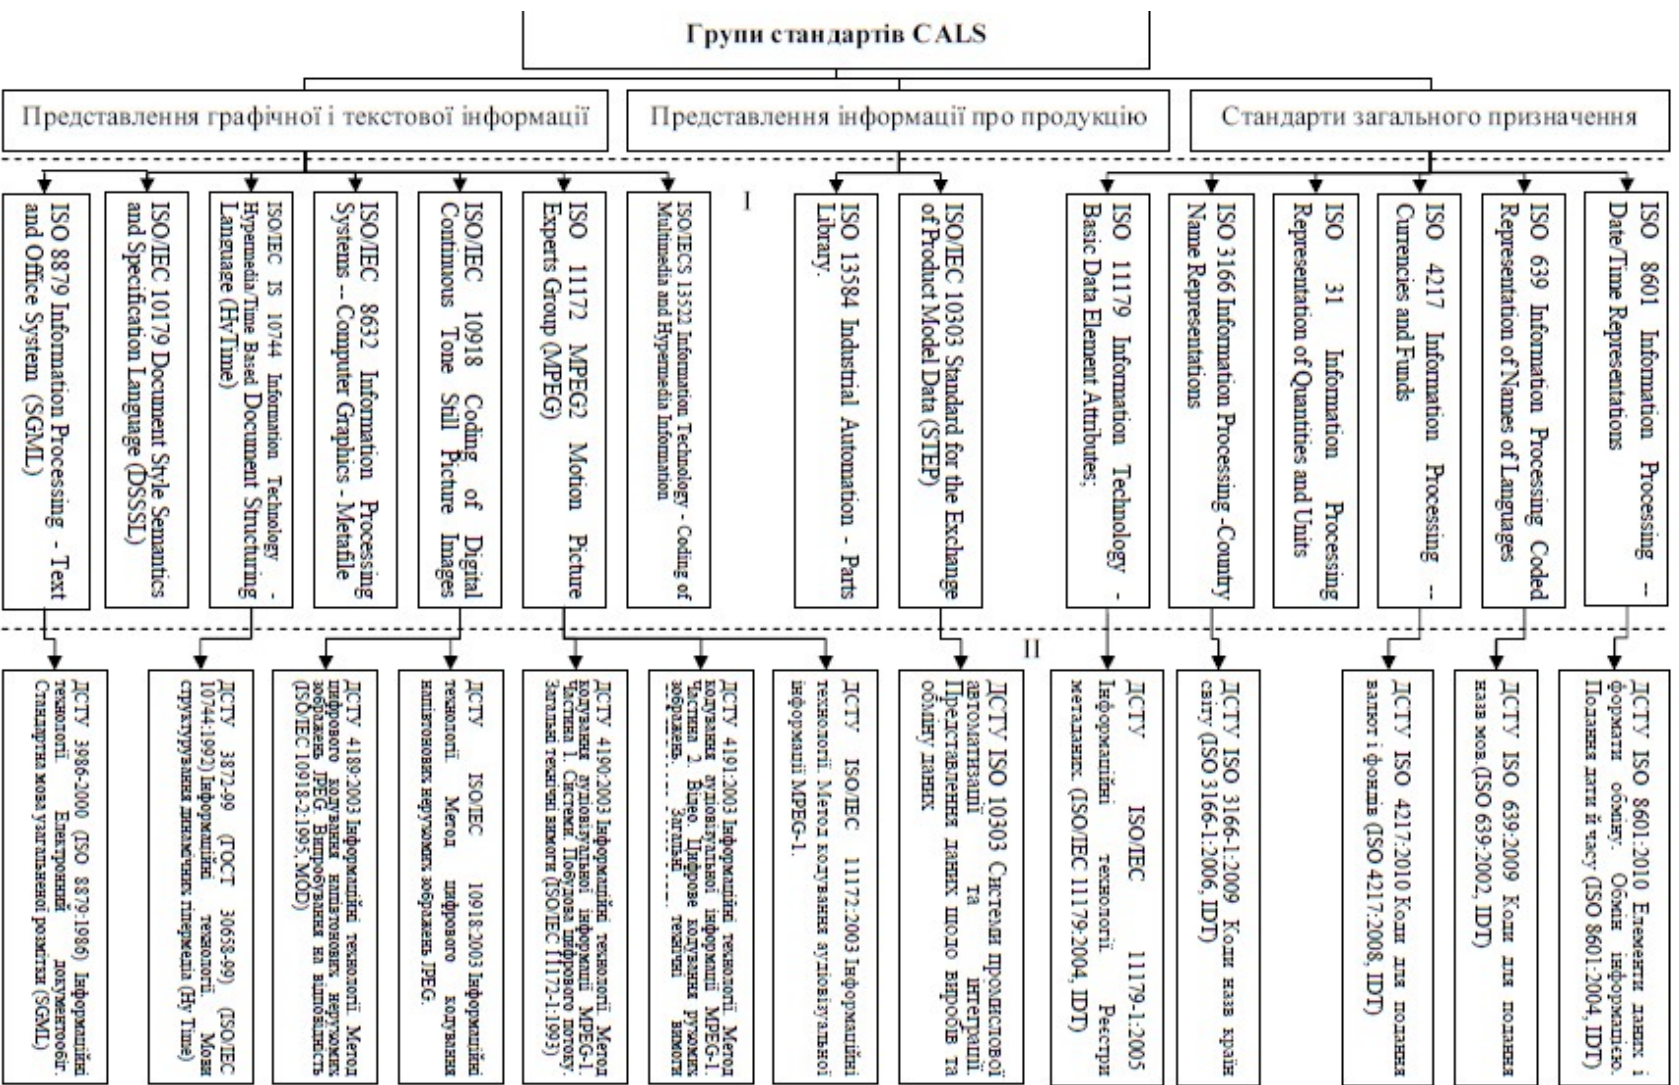 Групи стандартів CALS
Представлення графічної і текстової інформації
Представлення інформації про продукцію
Стандарти загального призначення
I
ISO 8879 Information Processing - Text
and Office System (SGML)
ISO/IEC 10179 Document Style Semantics
and Specification Language (DSSSL)
ISO/IEC IS 10744 Information Technology -
Hypermedia/Time Based Document Structuring
Language (HyTime)
ISO/IEC 8632 Information Processing
Systems -- Computer Graphics - Metafile
ISO/IEC 10918 Coding of Digital
Continuous Tone Still Picture Images
ISO 11172 MPEG2 Motion Picture
Experts Group (MPEG)
ISO/IECS 13522 Information Technology - Coding of
Multimedia and Hypermedia Information
ISO 13584 Industrial Automation - Parts
Library.
ISO/IEC 10303 Standard for the Exchange
of Product Model Data (STEP)
ISO 11179 Information Technology -
Basic Data Element Attributes;
ISO 3166 Information Processing -Country
Name Representations
ISO 31 Information Processing
Representation of Quantities and Units
ISO 4217 Information Processing --
Currencies and Funds
ISO 639 Information Processing Coded
Representation of Names of Languages
ISO 8601 Information Processing --
Date/Time Representations
II
ДСТУ 3986-2000 (ISO 8879:1986) Інформаційні
технології. Електронний документообіг.
Стандартна мова узагальненої розмітки (SGML)
ДСТУ 3872-99 (ГОСТ 30658-99) (ISO/IEC
10744:1992) Інформаційні технології. Мови
структурування динамічних гіпермедіа (Hy Time)
ДСТУ 4189:2003 Інформаційні технології. Метод
цифрового кодування напівтонових нерухомих
зображень JPEG. Випробування на відповідність
(ISO/IEC 10918-2:1995, MOD)
ДСТУ ISO/IEC 10918:2003 Інформаційні
технології Метод цифрового кодування
напівтонових нерухомих зображень JPEG.
ДСТУ 4190:2003 Інформаційні технології. Метод
кодування аудіовізуальної інформації MPEG-1.
Частина 1. Системи. Побудова цифрового потоку.
Загальні технічні вимоги (ISO/IEC 11172-1:1993)
ДСТУ 4191:2003 Інформаційні технології. Метод
кодування аудіовізуальної інформації MPEG-1
Частина 2. Відео. Цифрове кодування рухомих
зображень. Загальні технічні вимоги
ДСТУ ISO/IEC 11172:2003 Інформаційні
технології. Метод кодування аудіовізуальної
інформації MPEG-1.
ДСТУ ISO 10303 Системи промислової
автоматизації та інтеграції.
Представлення даних щодо виробів та
обміну даних
ДСТУ ISO/IEC 11179-1:2005
Інформаційні технології. Реєстри
метаданих (ISO/IEC 11179:2004, IDT)
ДСТУ ISO 3166-1:2009 Коди назв країн
світу (ISO 3166-1:2006, IDT)
ДСТУ ISO 4217:2010 Коди для подання
валют і фондів (ISO 4217:2008, IDT)
ДСТУ ISO 639:2009 Коди для подання
назв мов.(ISO 639:2002, IDT)
ДСТУ ISO 8601:2010 Елементи даних і
формати обміну. Обмін інформацією.
Подання дати й часу (ISO 8601:2004, IDT)